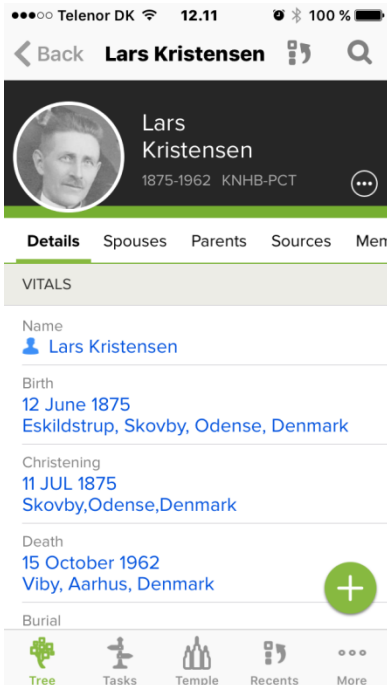 Telenor DK 12.11 100 %
Back Lars Kristensen
Lars
Kristensen
1875-1962 KNHB-PCT
Details Spouses Parents Sources Mem
VITALS
Name
Lars Kristensen
Birth
12 June 1875
Eskildstrup, Skovby, Odense, Denmark
Christening
11 JUL 1875
Skovby,Odense,Denmark
Death
15 October 1962
Viby, Aarhus, Denmark
Burial
Tree Tasks Temple Recents More